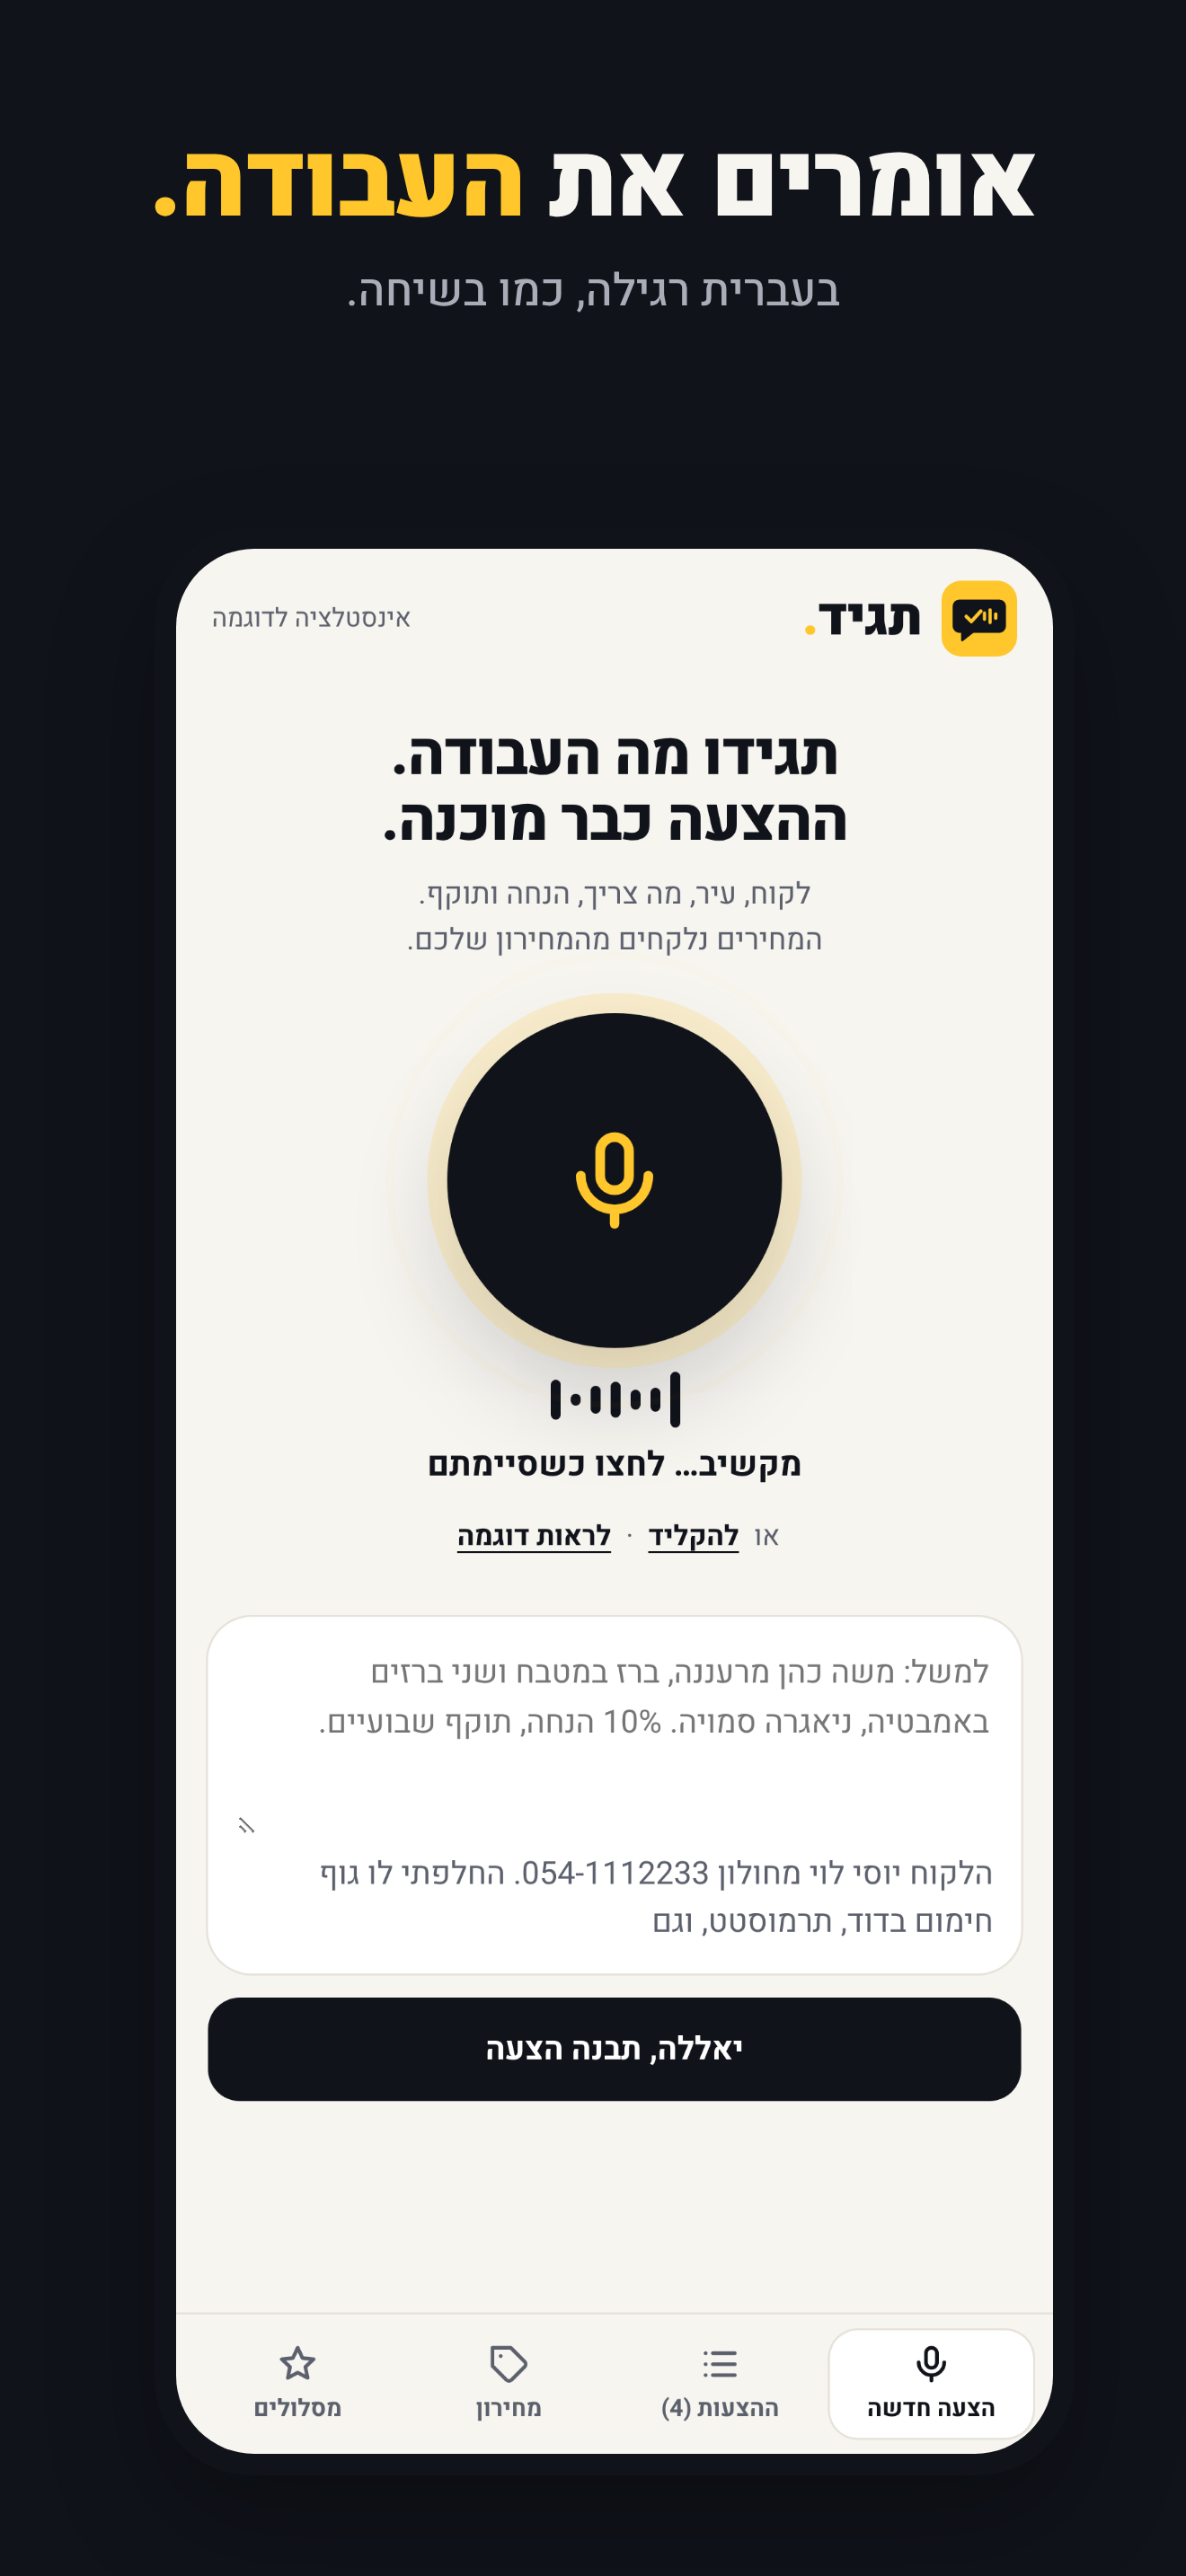 אומרים את העבודה.
בעברית רגילה, כמו בשיחה.
תגיד.
אינסטלציה לדוגמה
תגידו מה העבודה.
ההצעה כבר מוכנה.
לקוח, עיר, מה צריך, הנחה ותוקף.
המחירים נלקחים מהמחירון שלכם.
מקשיב... לחצו כשסיימתם
או להקליד · לראות דוגמה
למשל: משה כהן מרעננה, ברז במטבח ושני ברזים
באמבטיה, ניאגרה סמויה. 10% הנחה, תוקף שבועיים.
הלקוח יוסי לוי מחולון 054-1112233. החלפתי לו גוף
חימום בדוד, תרמוסטט, וגם
יאללה, תבנה הצעה
הצעה חדשה
ההצעות (4)
מחירון
מסלולים